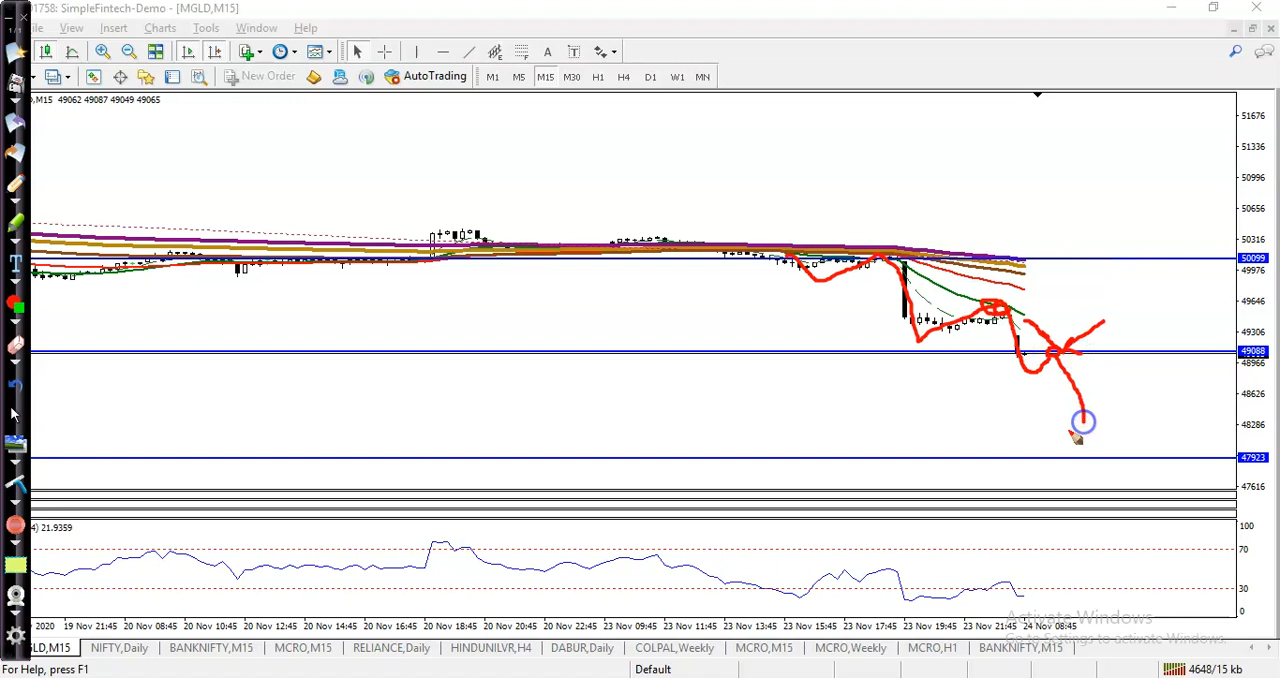 01758: SimpleFintech-Demo - [MGLD,M15]
ile View Insert Charts Tools Window Help
1/1
A T
New Order AutoTrading M1 M5 M15 M30 H1 H4 D1 W1 MN
D,M15 49062 49087 49049 49065
51676
51336
50996
50656
50316
50099
49976
49646
49306
49088
48966
48626
48286
47923
47616
4) 21.9359
100
70
30
0
2020 19 Nov 21:45 20 Nov 08:45 20 Nov 10:45 20 Nov 12:45 20 Nov 14:45 20 Nov 16:45 20 Nov 18:45 20 Nov 20:45 20 Nov 22:45 23 Nov 09:45 23 Nov 11:45 23 Nov 13:45 23 Nov 15:45 23 Nov 17:45 23 Nov 19:45 23 Nov 21:45 24 Nov 08:45
Activate Windows
Go to Settings to activate Windows.
GLD,M15 NIFTY,Daily BANKNIFTY,M15 MCRO,M15 RELIANCE,Daily HINDUNILVR,H4 DABUR,Daily COLPAL,Weekly MCRO,M15 MCRO,Weekly MCRO,H1 BANKNIFTY,M15
For Help, press F1 Default 4648/15 kb